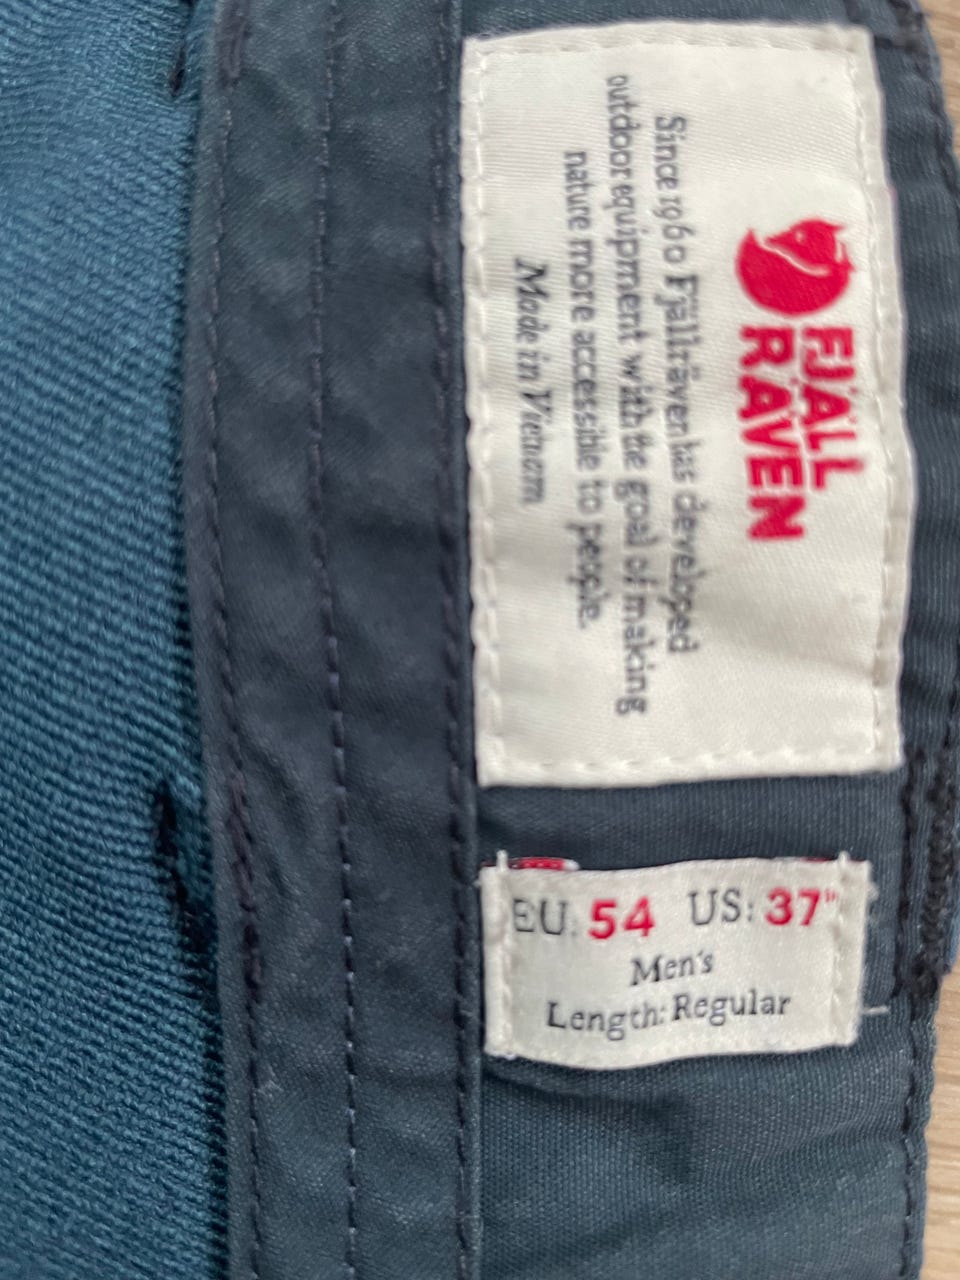 FJÄLL
RÄVEN
Since 1960 Fjällräven has developed
outdoor equipment with the goal of making
nature more accessible to people.
Made in Vietnam
EU: 54 US: 37"
Men's
Length: Regular